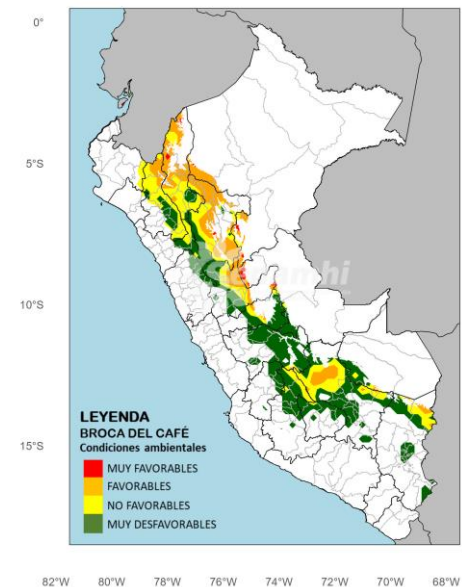 0°
5°S
10°S
15°S
Senamhi
LEYENDA
BROCA DEL CAFÉ
Condiciones ambientales
MUY FAVORABLES
FAVORABLES
NO FAVORABLES
MUY DESFAVORABLES
82°W 80°W 78°W 76°W 74°W 72°W 70°W 68°W